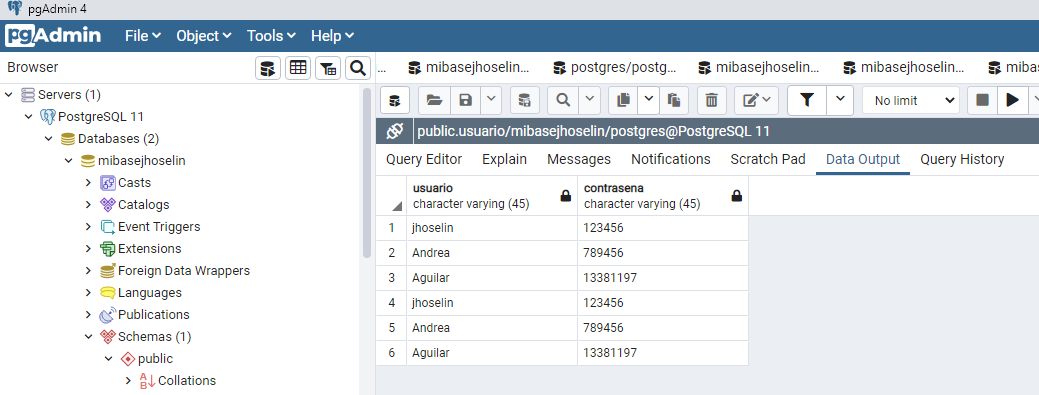 pgAdmin 4
pgAdmin File Object Tools Help
Browser
... mibasejhoselin... postgres/postg... mibasejhoselin... mibasejhoselin... miba
No limit
public.usuario/mibasejhoselin/postgres@PostgreSQL 11
Query Editor Explain Messages Notifications Scratch Pad Data Output Query History
Servers (1)
PostgreSQL 11
Databases (2)
mibasejhoselin
Casts
Catalogs
Event Triggers
Extensions
Foreign Data Wrappers
Languages
Publications
Schemas (1)
public
Collations
usuario contrasena
character varying (45) character varying (45)
1 jhoselin 123456
2 Andrea 789456
3 Aguilar 13381197
4 jhoselin 123456
5 Andrea 789456
6 Aguilar 13381197